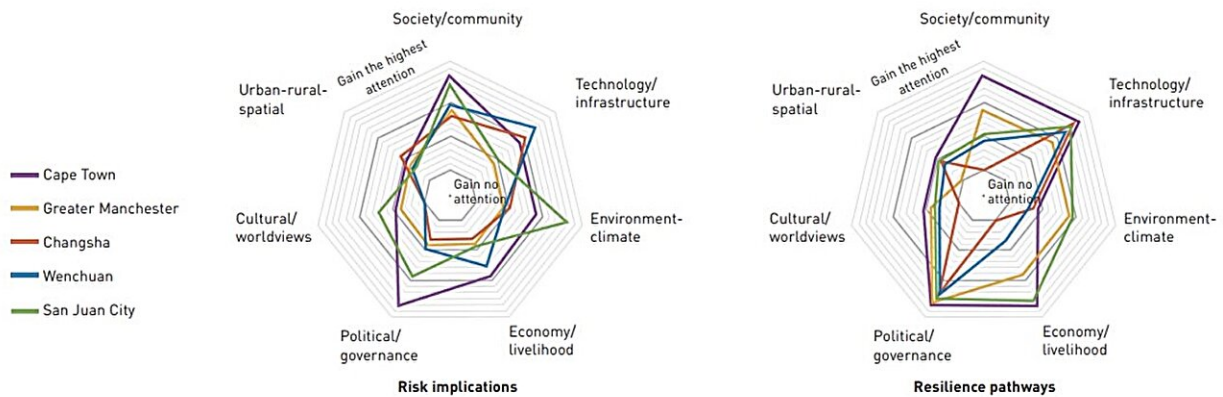 Cape Town
Greater Manchester
Changsha
Wenchuan
San Juan City
Society/community
Gain the highest
attention
Technology/
infrastructure
Urban-rural-
spatial
Gain no
attention
Environment-
climate
Cultural/
worldviews
Political/
governance
Economy/
livelihood
Risk implications
Society/community
Gain the highest
attention
Technology/
infrastructure
Urban-rural-
spatial
Gain no
attention
Environment-
climate
Cultural/
worldviews
Political/
governance
Economy/
livelihood
Resilience pathways